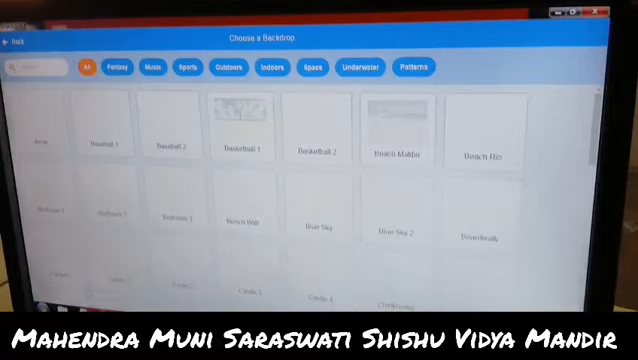 Back
Choose a Backdrop
All Fantasy Music Sports Outdoors Indoors Space Underwater Patterns
Baseball 1 Baseball 2 Basketball 1 Basketball 2 Beach Malibu Beach Rio
Bedroom 3 Bench With Blue Sky Blue Sky 2 Boardwalk
Mahendra Muni Saraswati Shishu Vidya Mandir